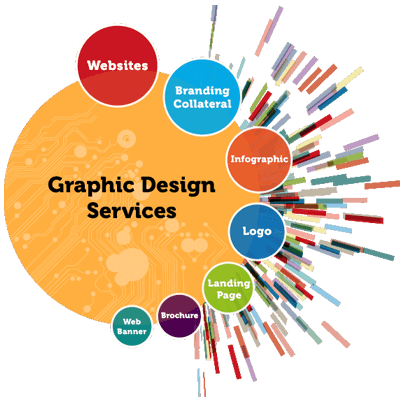 Websites
Branding
Collateral
Infographic
Graphic Design
Services
Logo
Landing
Page
Brochure
Web
Banner